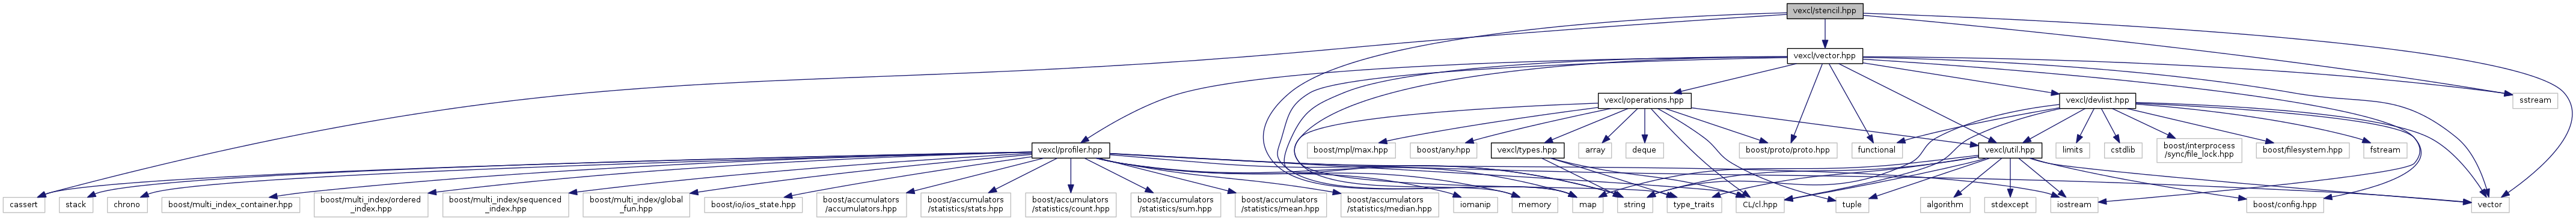 vexcl/stencil.hpp
vexcl/vector.hpp
vexcl/operations.hpp
vexcl/devlist.hpp
sstream
vexcl/profiler.hpp
boost/mpl/max.hpp
boost/any.hpp
vexcl/types.hpp
array
deque
boost/proto/proto.hpp
functional
vexcl/util.hpp
limits
cstdlib
boost/interprocess
/sync/file_lock.hpp
boost/filesystem.hpp
fstream
cassert
stack
chrono
boost/multi_index_container.hpp
boost/multi_index/ordered
_index.hpp
boost/multi_index/sequenced
_index.hpp
boost/multi_index/global
_fun.hpp
boost/io/ios_state.hpp
boost/accumulators
/accumulators.hpp
boost/accumulators
/statistics/stats.hpp
boost/accumulators
/statistics/count.hpp
boost/accumulators
/statistics/sum.hpp
boost/accumulators
/statistics/mean.hpp
boost/accumulators
/statistics/median.hpp
iomanip
memory
map
string
type_traits
CL/cl.hpp
tuple
algorithm
stdexcept
iostream
boost/config.hpp
vector